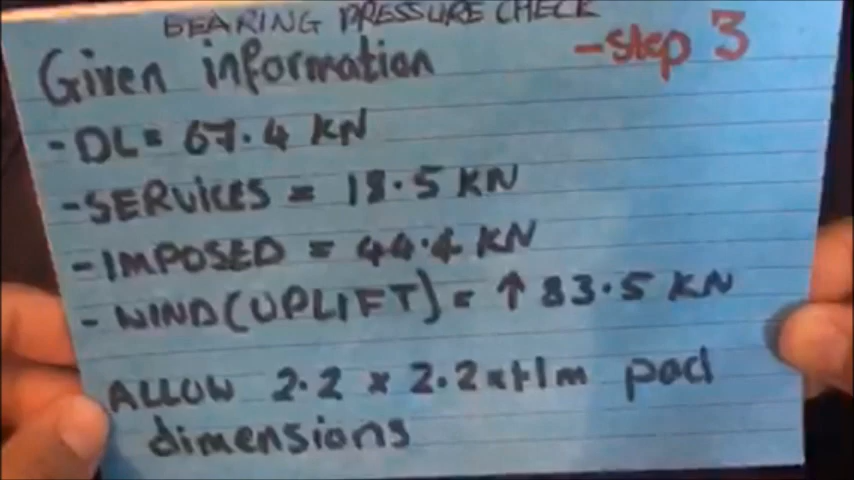 BEARING PRESSURE CHECK
-Step 3
Given information
-DL = 67.4 KN
-SERVICES = 18.5 KN
-IMPOSED = 44.4 KN
-WIND(UPLIFT) = ↑ 83.5 KN
ALLOW 2.2 x 2.2 x 1.1m pad
dimensions